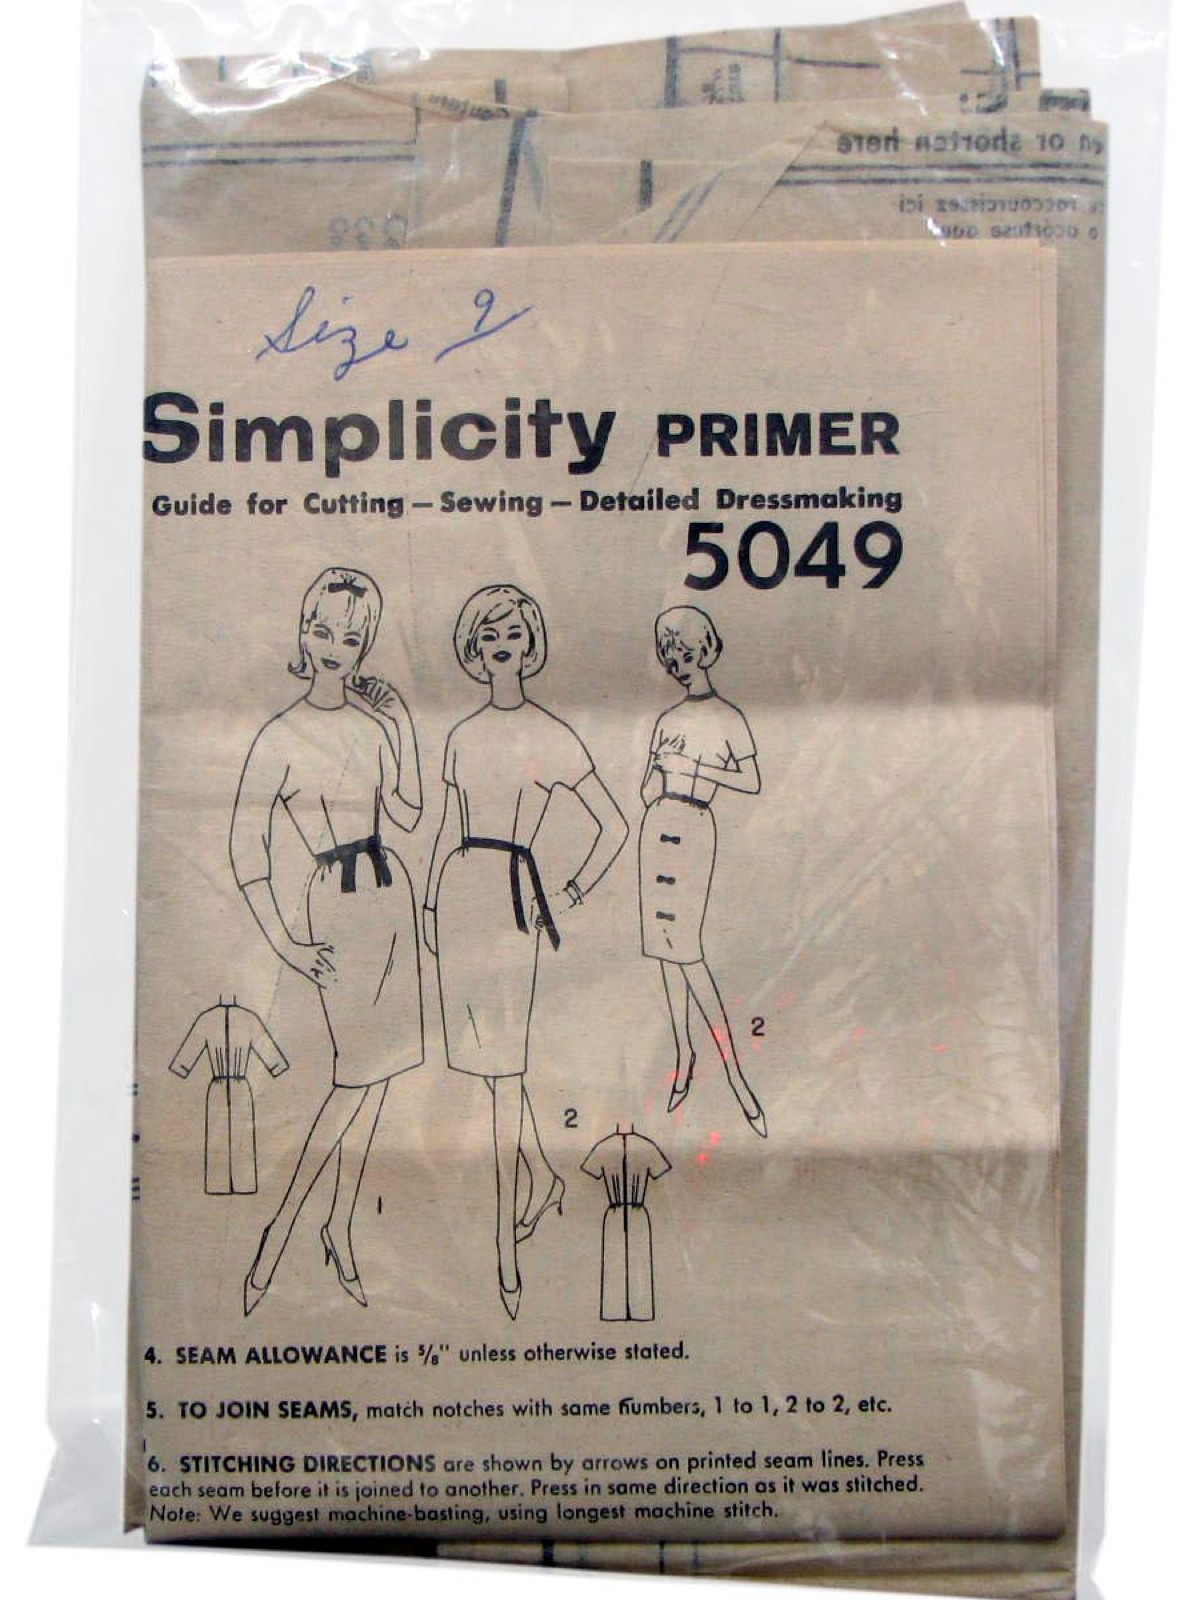 en or shorten here
raccourcissez ici
Size 9
Simplicity PRIMER
Guide for Cutting — Sewing — Detailed Dressmaking
5049
2
2
1
4. SEAM ALLOWANCE is 5/8" unless otherwise stated.
5. TO JOIN SEAMS, match notches with same numbers, 1 to 1, 2 to 2, etc.
6. STITCHING DIRECTIONS are shown by arrows on printed seam lines. Press
each seam before it is joined to another. Press in same direction as it was stitched.
Note: We suggest machine-basting, using longest machine stitch.